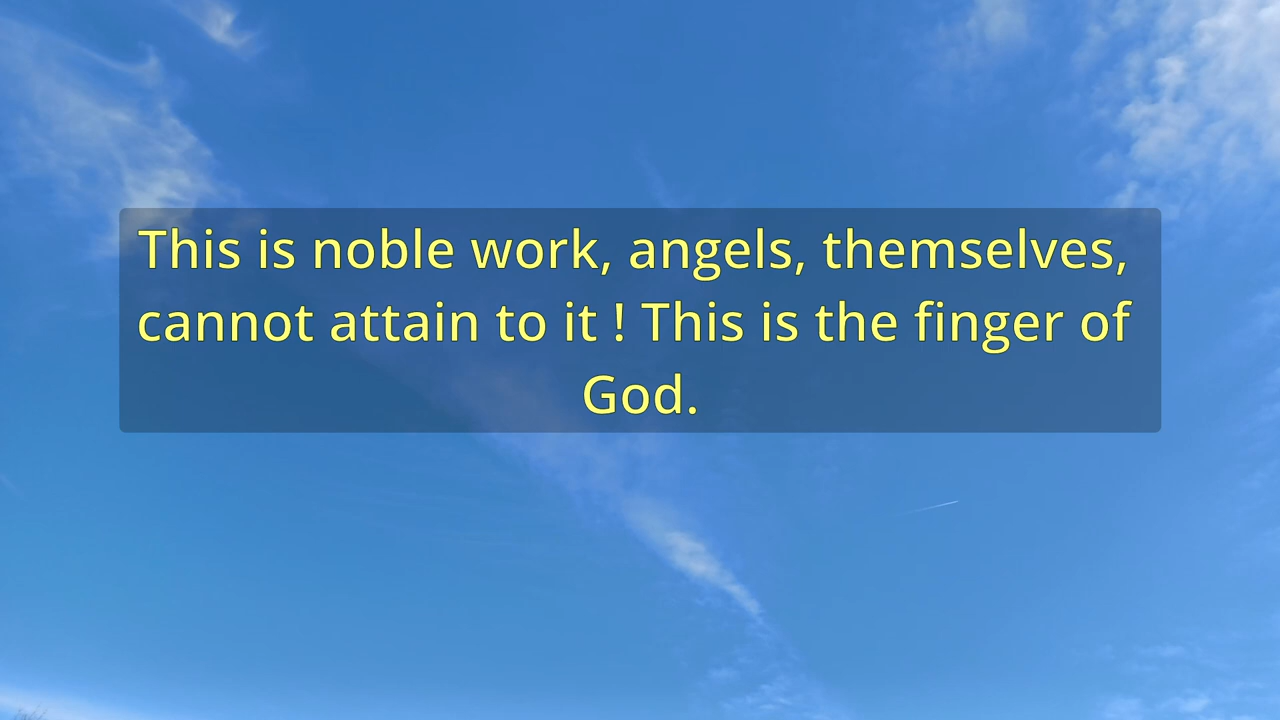 This is noble work, angels, themselves,
cannot attain to it ! This is the finger of
God.